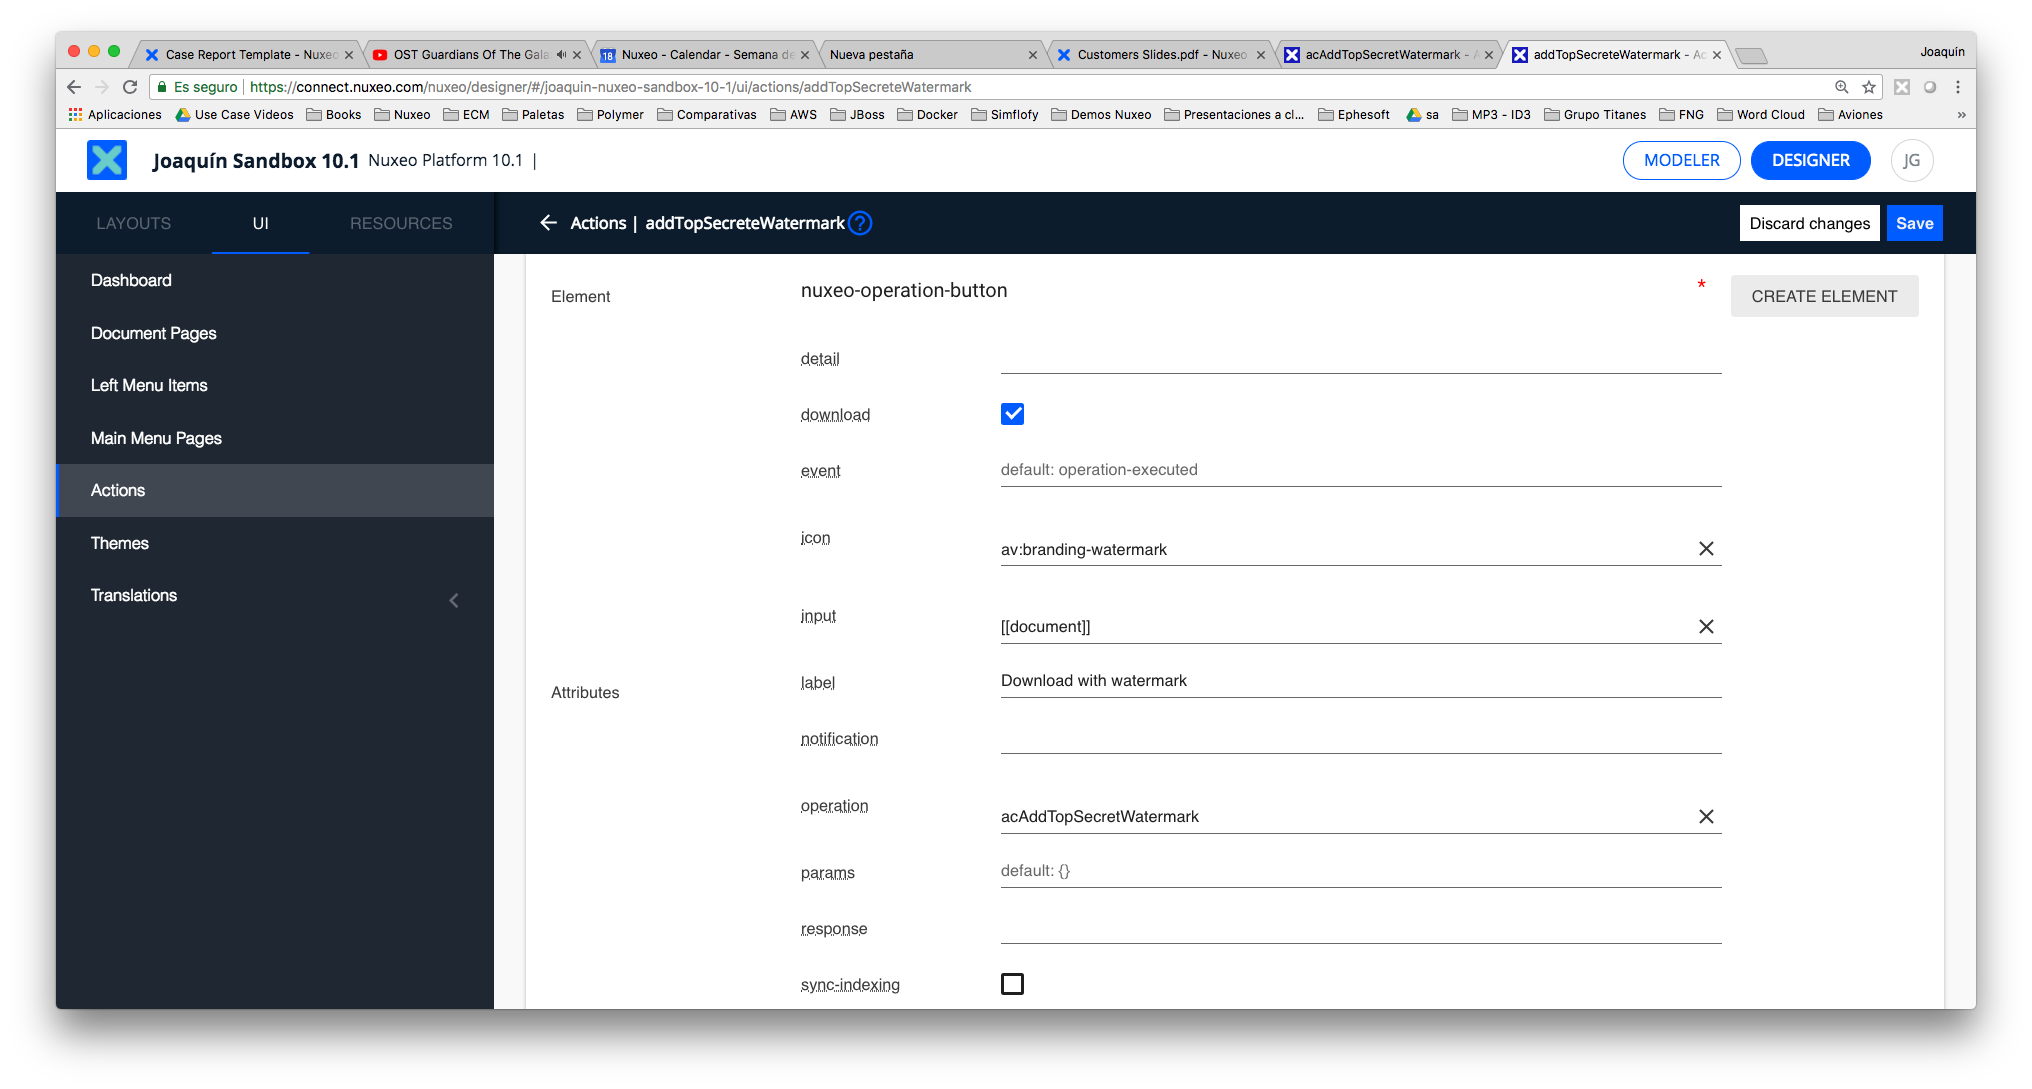 Case Report Template - Nuxeo
OST Guardians Of The Gala
18
Nuxeo - Calendar - Semana de
Nueva pestaña
Customers Slides.pdf - Nuxeo
acAddTopSecretWatermark - A
addTopSecreteWatermark - Ac
Joaquín
Es seguro
https://connect.nuxeo.com/nuxeo/designer/#/joaquin-nuxeo-sandbox-10-1/ui/actions/addTopSecreteWatermark
Aplicaciones
Use Case Videos
Books
Nuxeo
ECM
Paletas
Polymer
Comparativas
AWS
JBoss
Docker
Simflofy
Demos Nuxeo
Presentaciones a cl...
Ephesoft
sa
MP3 - ID3
Grupo Titanes
FNG
Word Cloud
Aviones
»
Joaquín Sandbox 10.1 Nuxeo Platform 10.1 |
MODELER
DESIGNER
JG
LAYOUTS
UI
RESOURCES
Actions | addTopSecreteWatermark ?
Discard changes
Save
Dashboard
Document Pages
Left Menu Items
Main Menu Pages
Actions
Themes
Translations
Element
nuxeo-operation-button
*
CREATE ELEMENT
Attributes
detail
download
event
default: operation-executed
icon
av:branding-watermark
input
[[document]]
label
Download with watermark
notification
operation
acAddTopSecretWatermark
params
default: {}
response
sync-indexing